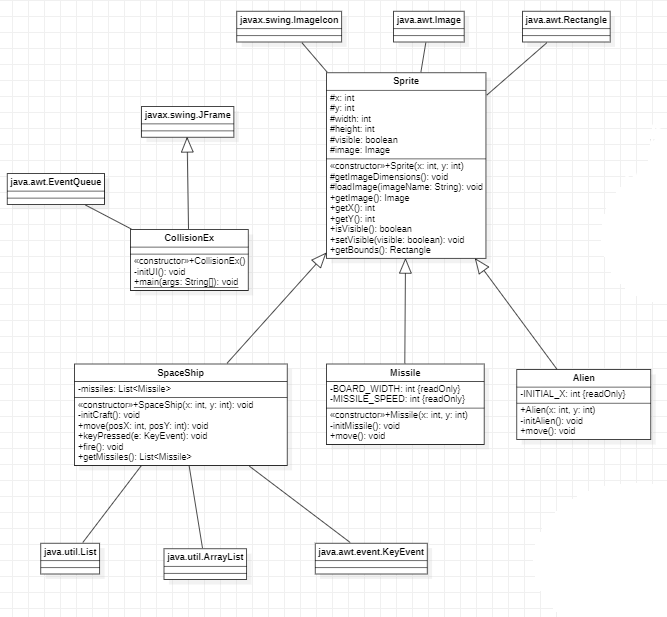 javax.swing.ImageIcon
java.awt.Image
java.awt.Rectangle
Sprite
#x: int
#y: int
#width: int
#height: int
#visible: boolean
#image: Image
«constructor»+Sprite(x: int, y: int)
#getImageDimensions(): void
#loadImage(imageName: String): void
+getImage(): Image
+getX(): int
+getY(): int
+isVisible(): boolean
+setVisible(visible: boolean): void
+getBounds(): Rectangle
javax.swing.JFrame
java.awt.EventQueue
CollisionEx
«constructor»+CollisionEx()
-initUI(): void
+main(args: String[]): void
SpaceShip
-missiles: List<Missile>
«constructor»+SpaceShip(x: int, y: int): void
-initCraft(): void
+move(posX: int, posY: int): void
+keyPressed(e: KeyEvent): void
+fire(): void
+getMissiles(): List<Missile>
Missile
-BOARD_WIDTH: int {readOnly}
-MISSILE_SPEED: int {readOnly}
«constructor»+Missile(x: int, y: int)
-initMissile(): void
+move(): void
Alien
-INITIAL_X: int {readOnly}
+Alien(x: int, y: int)
-initAlien(): void
+move(): void
java.util.List
java.util.ArrayList
java.awt.event.KeyEvent